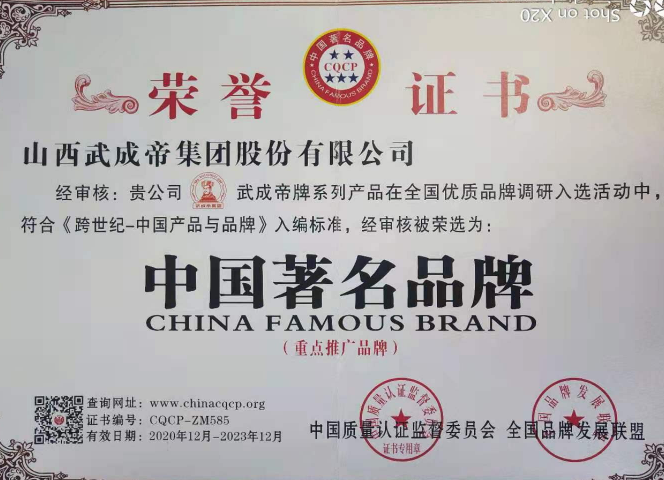 Shot on X20
中国著名品牌
CQCP
CHINA FAMOUS BRAND
荣誉 证书
山西武成帝集团股份有限公司
经审核：贵公司 武成帝牌系列产品在全国优质品牌调研入选活动中，
符合《跨世纪-中国产品与品牌》入编标准，经审核被荣选为：
中国著名品牌
CHINA FAMOUS BRAND
（重点推广品牌）
查询网址：www.chinacqcp.org
证书编号：CQCP-ZM585
有效日期：2020年12月-2023年12月
中国质量认证监督委员会 全国品牌发展联盟
证书专用章